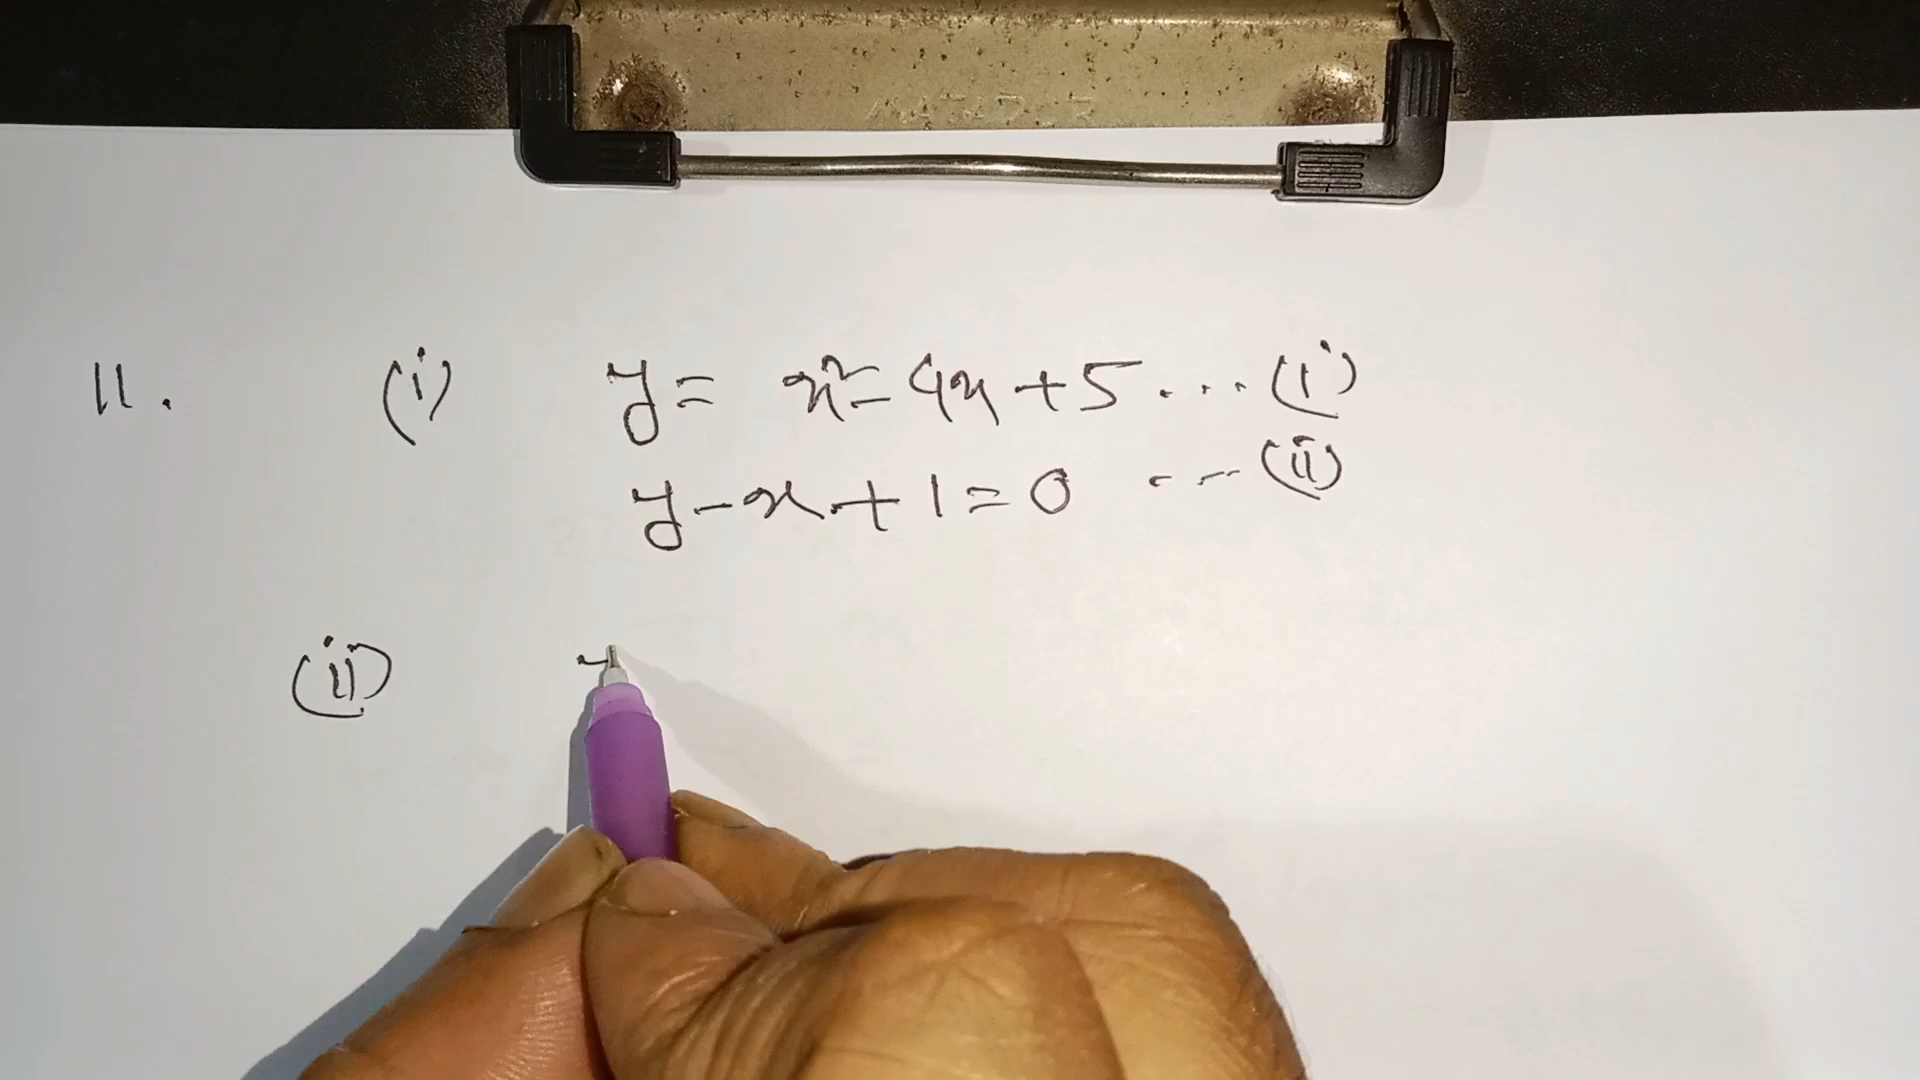 11. (i) y = x² - 4x + 5 ... (i)
y - x + 1 = 0 ... (ii)
(ii)